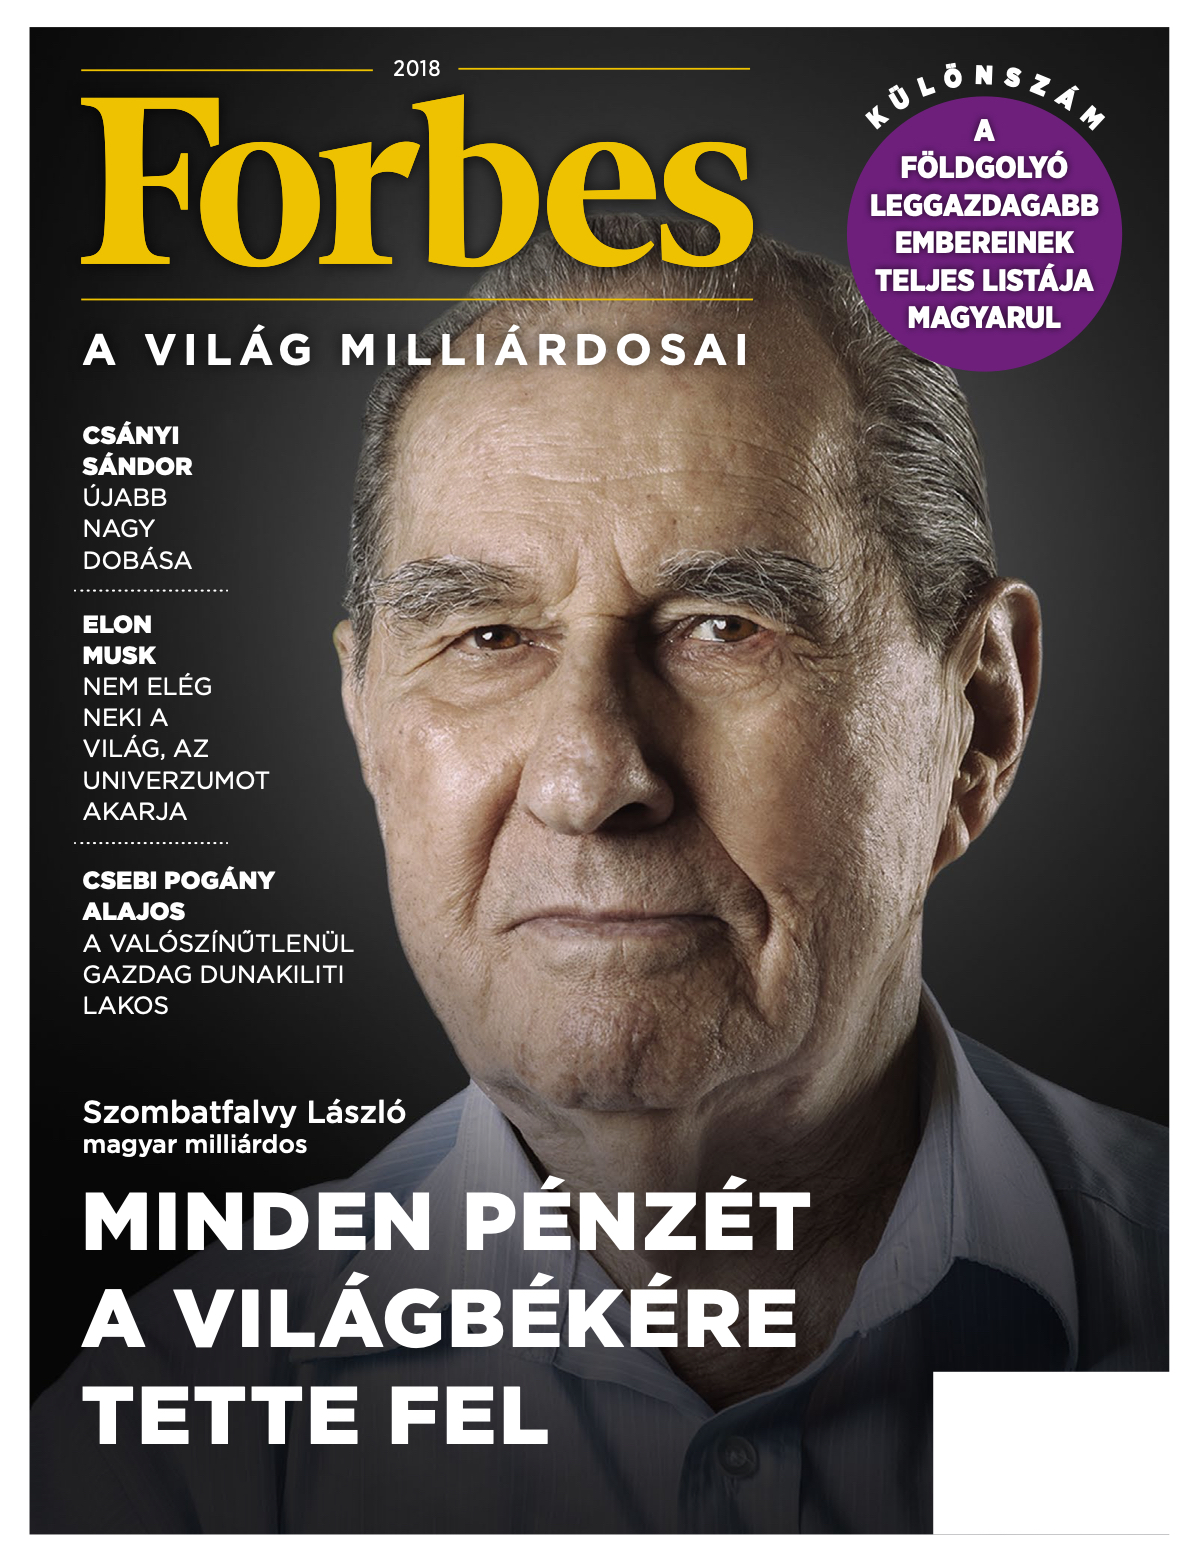 2018
Forbes
A VILÁG MILLIÁRDOSAI
KÜLÖNSZÁM
A
FÖLDGOLYÓ
LEGGAZDAGABB
EMBEREINEK
TELJES LISTÁJA
MAGYARUL
CSÁNYI
SÁNDOR
ÚJABB
NAGY
DOBÁSA
ELON
MUSK
NEM ELÉG
NEKI A
VILÁG, AZ
UNIVERZUMOT
AKARJA
CSEBI POGÁNY
ALAJOS
A VALÓSZÍNŰTLENÜL
GAZDAG DUNAKILITI
LAKOS
Szombatfalvy László
magyar milliárdos
MINDEN PÉNZÉT
A VILÁGBÉKÉRE
TETTE FEL